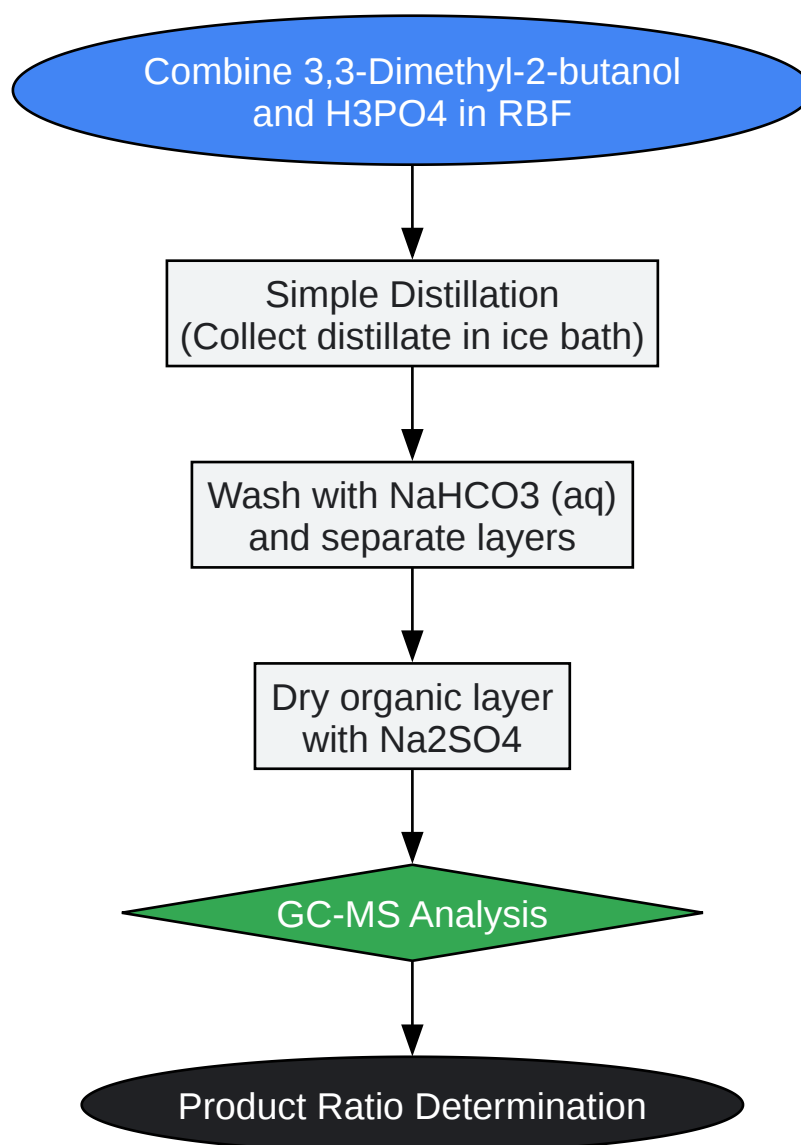 Combine 3,3-Dimethyl-2-butanol
and H3PO4 in RBF
Simple Distillation
(Collect distillate in ice bath)
Wash with NaHCO3 (aq)
and separate layers
Dry organic layer
with Na2SO4
GC-MS Analysis
Product Ratio Determination